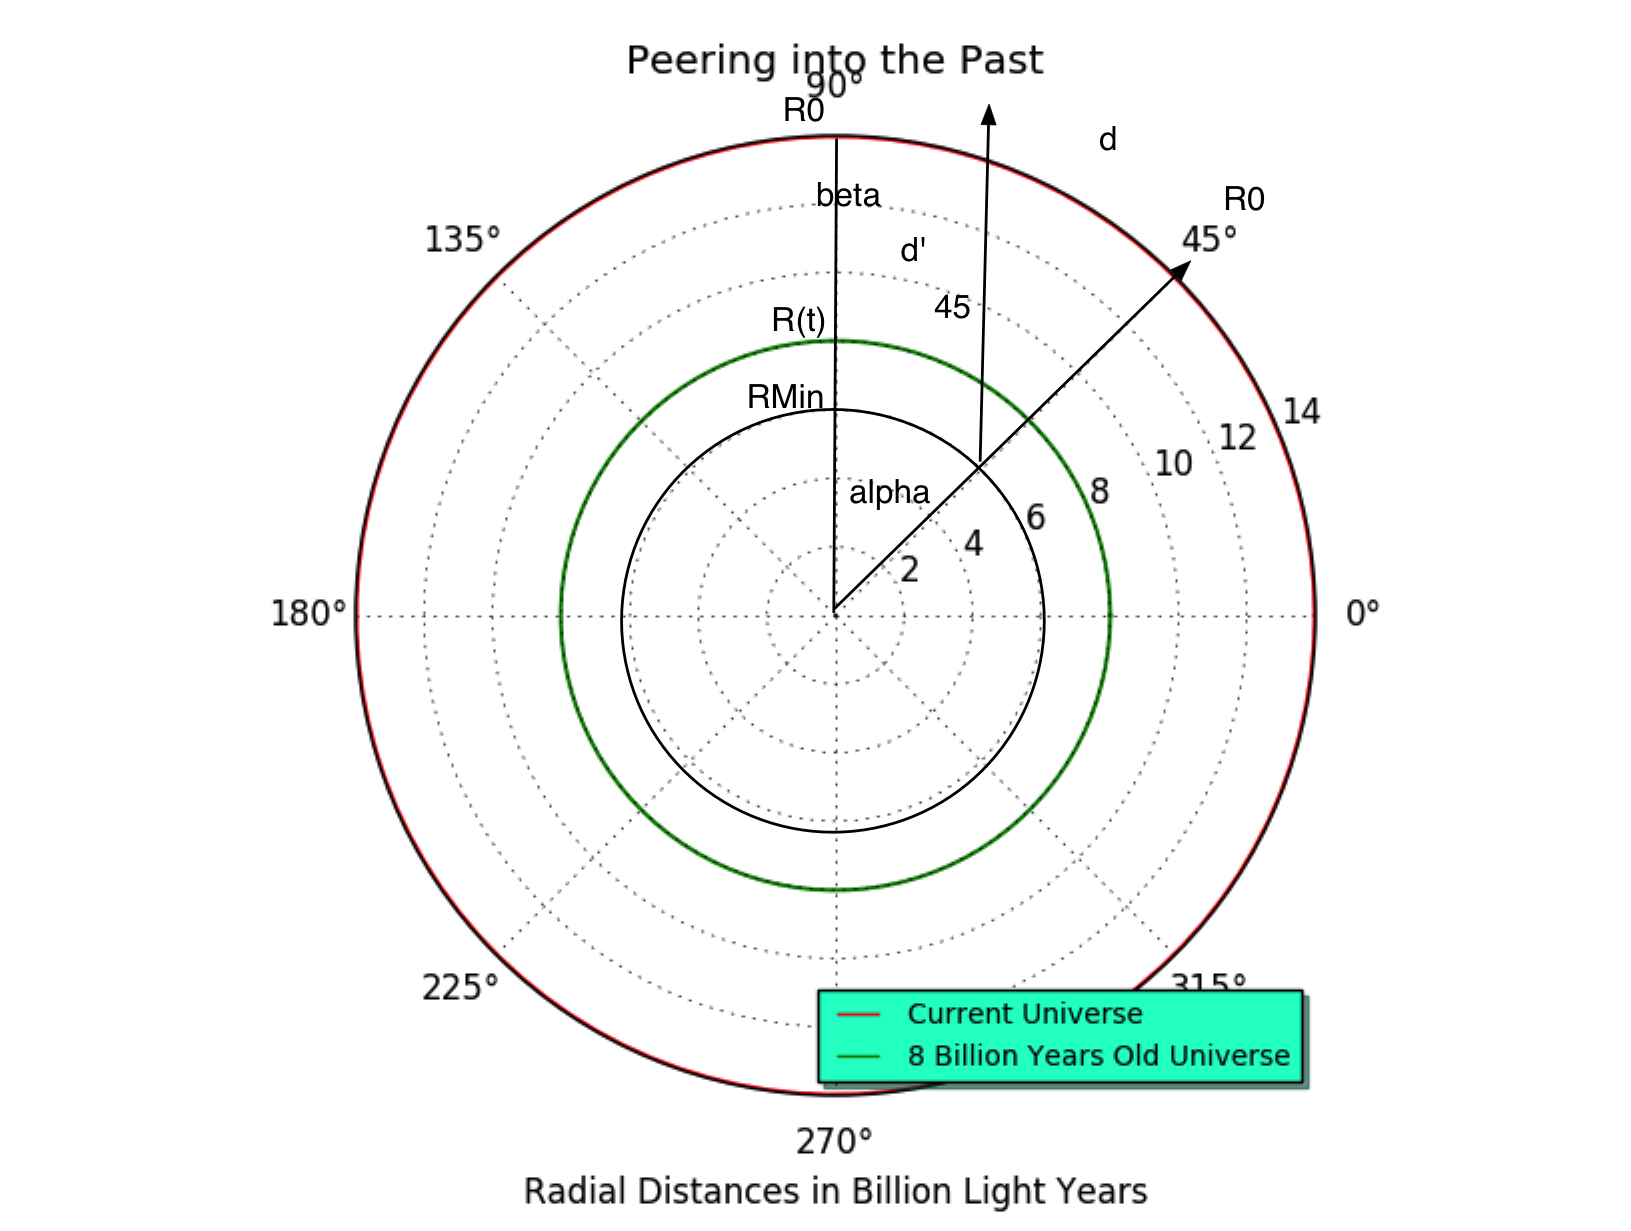 Peering into the Past
90°
R0
d
beta
R0
135°
45°
d'
45
R(t)
RMin
14
12
10
alpha
8
6
4
2
180°
0°
225°
315°
Current Universe
8 Billion Years Old Universe
270°
Radial Distances in Billion Light Years